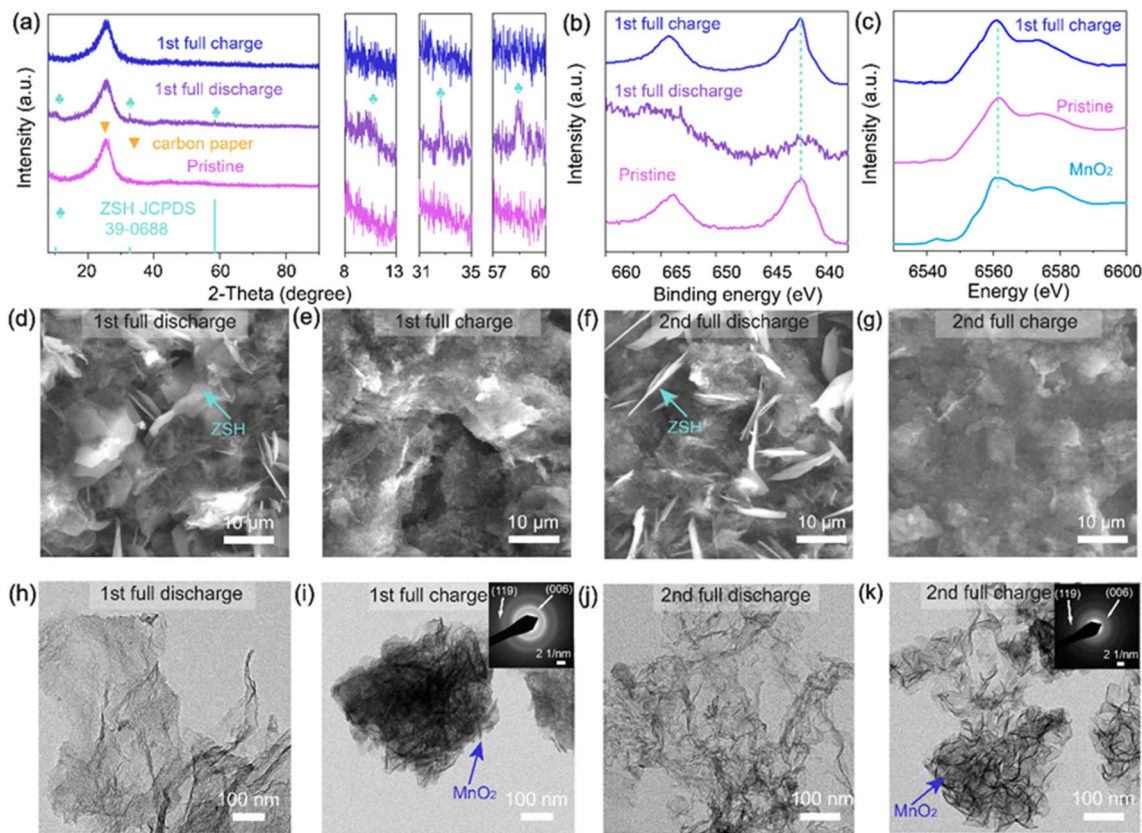 (a)
Intensity (a.u.)
1st full charge
1st full discharge
carbon paper
Pristine
ZSH JCPDS
39-0688
20 40 60 80
8 13
31 35
57 60
2-Theta (degree)
(b)
Intensity (a.u.)
1st full charge
1st full discharge
Pristine
660 665 650 645 640
Binding energy (eV)
(c)
Intensity (a.u.)
1st full charge
Pristine
MnO₂
6540 6560 6580 6600
Energy (eV)
(d)
1st full discharge
ZSH
10 μm
(e)
1st full charge
10 μm
(f)
2nd full discharge
ZSH
10 μm
(g)
2nd full charge
10 μm
(h)
1st full discharge
100 nm
(i)
1st full charge
(119) (006)
2 1/nm
MnO₂
100 nm
(j)
2nd full discharge
100 nm
(k)
2nd full charge
(119) (006)
2 1/nm
MnO₂
100 nm